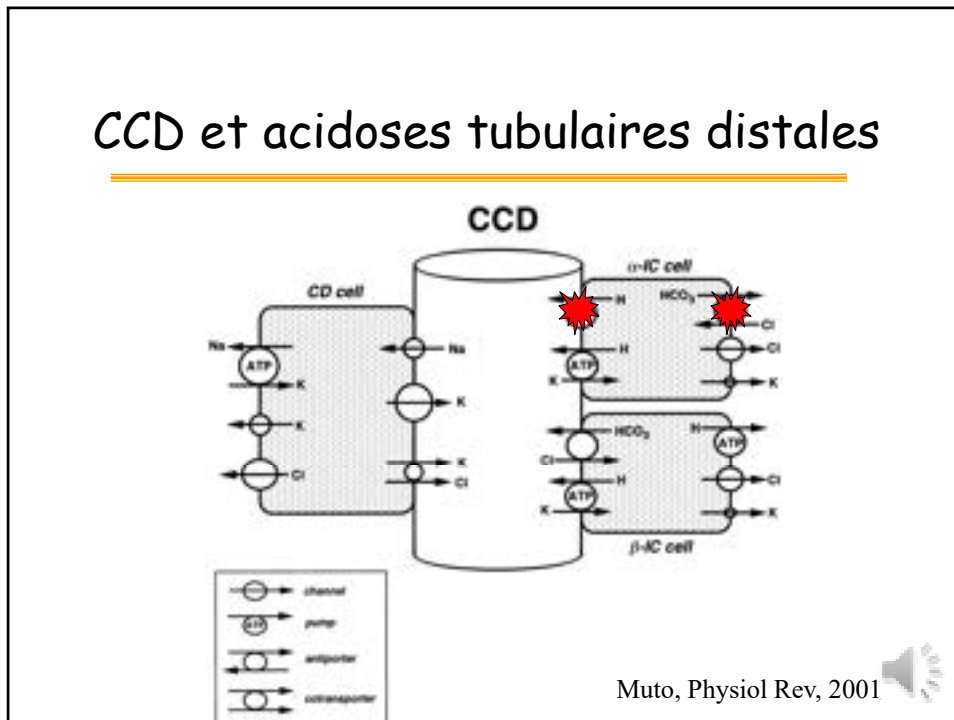 CCD et acidoses tubulaires distales
CCD
CD cell
Na
ATP
K
K
Cl
Na
K
K
Cl
α-IC cell
H
HCO3
Cl
H
ATP
K
Cl
K
HCO3
Cl
H
ATP
K
H
ATP
Cl
K
β-IC cell
channel
ATP
pump
antiporter
cotransporter
Muto, Physiol Rev, 2001